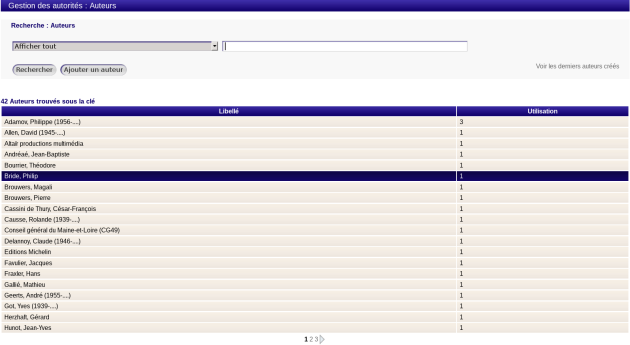 Gestion des autorités : Auteurs
Recherche : Auteurs
Afficher tout
Rechercher Ajouter un auteur Voir les derniers auteurs créés
42 Auteurs trouvés sous la clé
Libellé Utilisation
Adamov, Philippe (1956-....) 3
Allen, David (1945-....) 1
Altaïr productions multimédia 1
Andréaé, Jean-Baptiste 1
Bourrier, Théodore 1
Bride, Philip 1
Brouwers, Magali 1
Brouwers, Pierre 1
Cassini de Thury, César-François 1
Causse, Rolande (1939-....) 1
Conseil général du Maine-et-Loire (CG49) 1
Delannoy, Claude (1946-....) 1
Editions Michelin 1
Favulier, Jacques 1
Fraxler, Hans 1
Gallié, Mathieu 1
Geerts, André (1955-....) 1
Got, Yves (1939-....) 1
Herzhaft, Gérard 1
Hunot, Jean-Yves 1
1 2 3